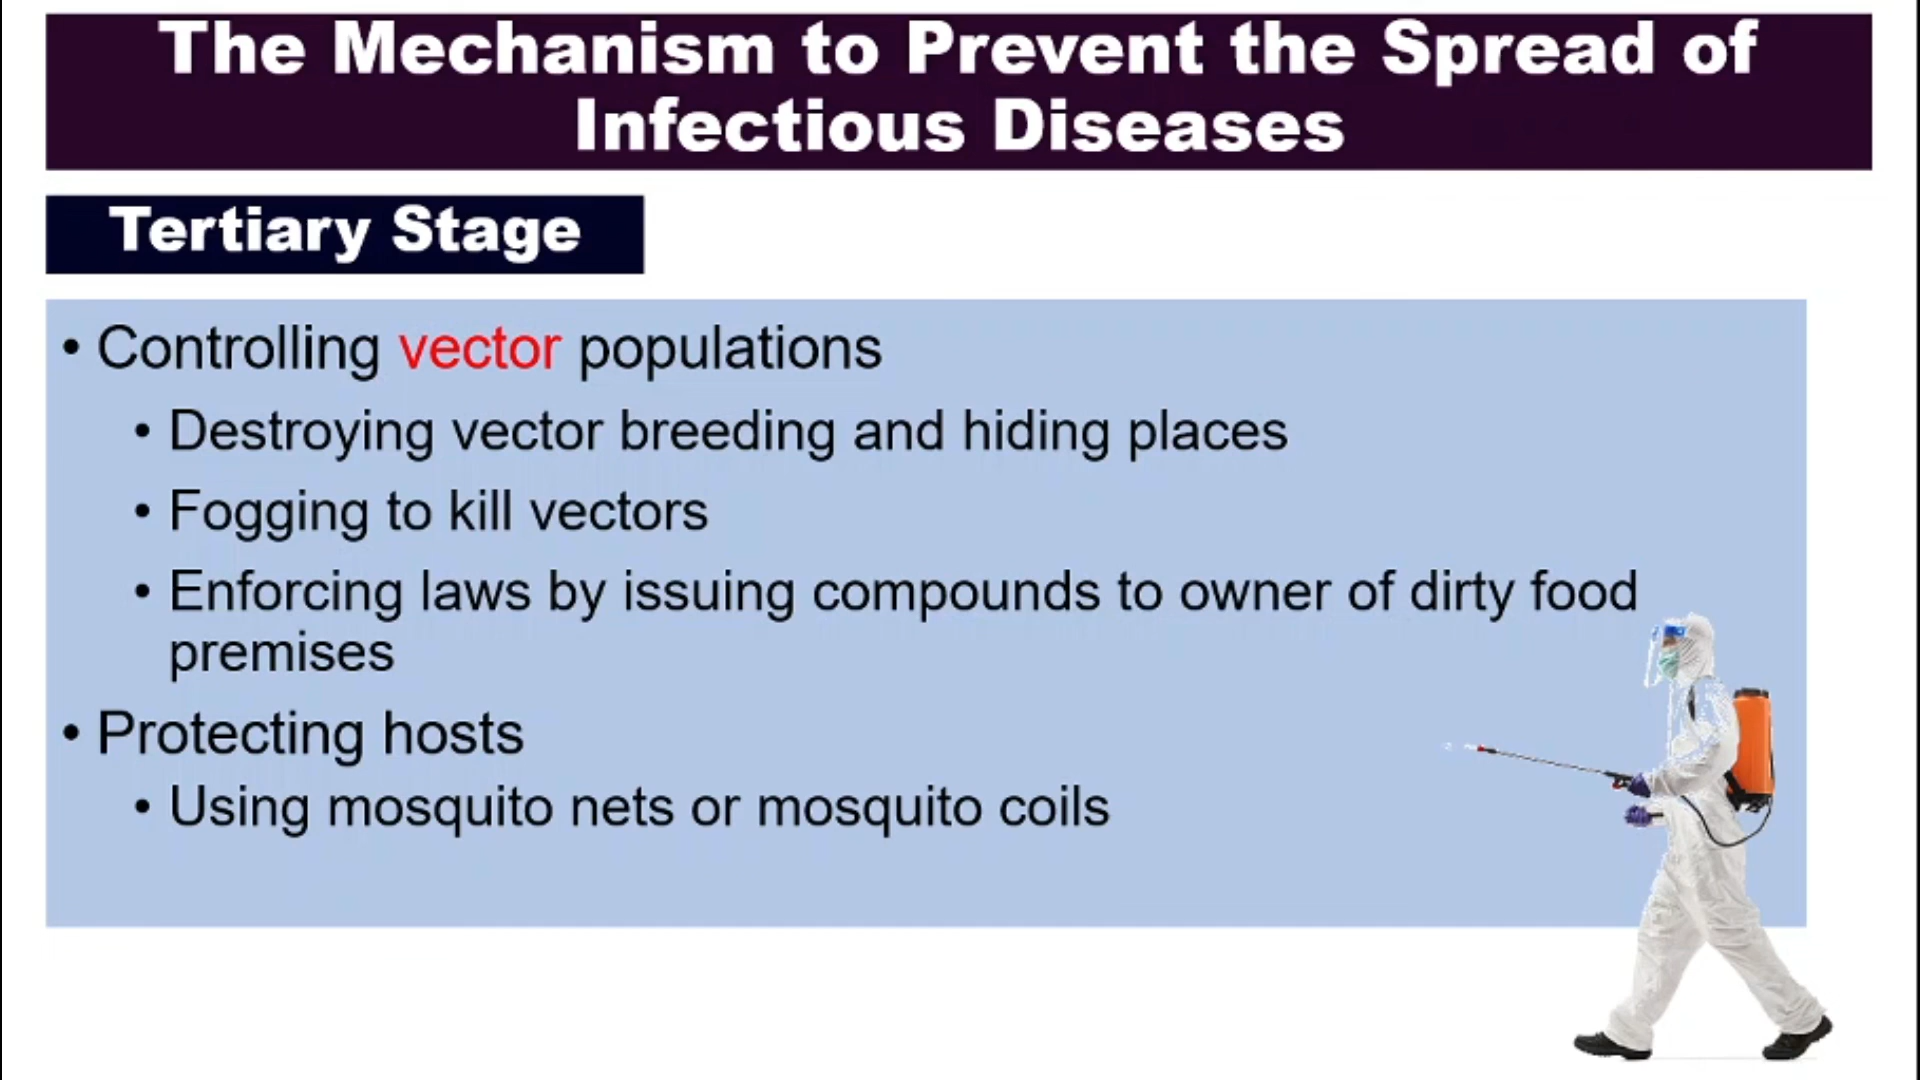 The Mechanism to Prevent the Spread of
Infectious Diseases
Tertiary Stage
• Controlling vector populations
• Destroying vector breeding and hiding places
• Fogging to kill vectors
• Enforcing laws by issuing compounds to owner of dirty food
premises
• Protecting hosts
• Using mosquito nets or mosquito coils